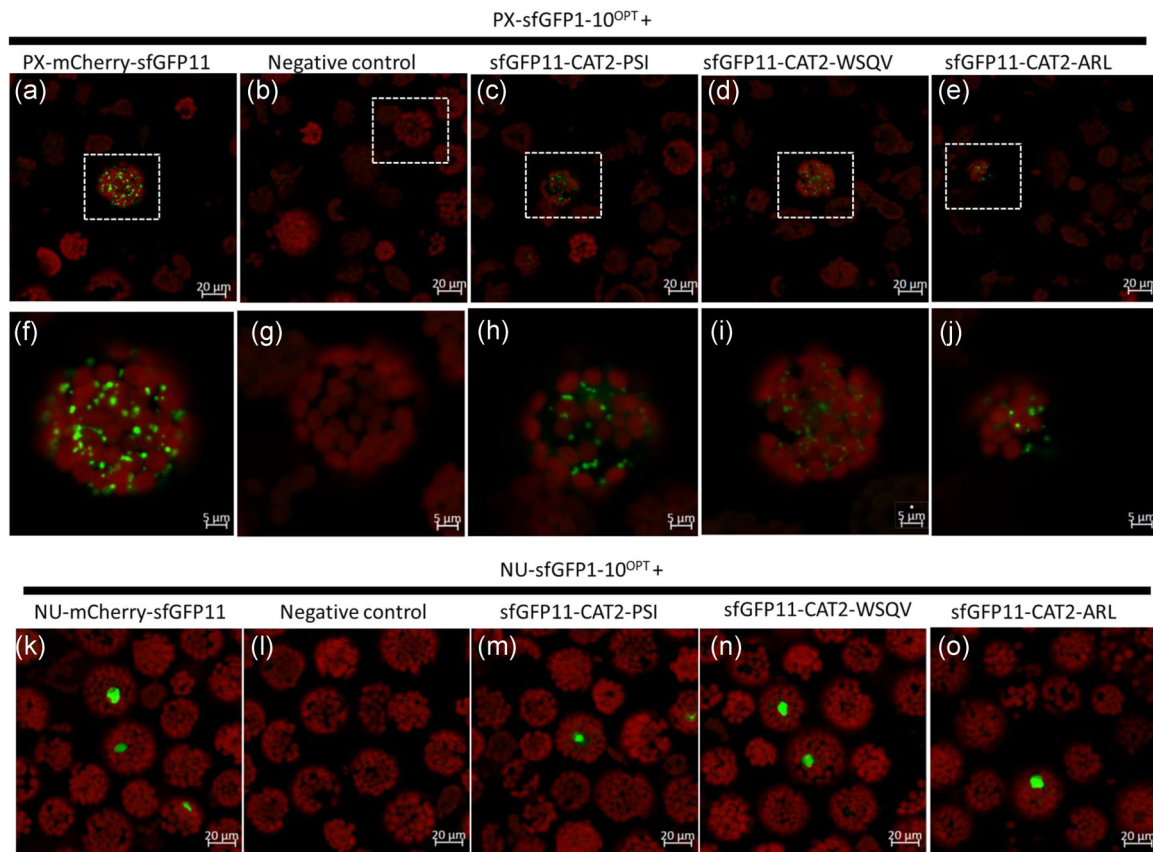 PX-sfGFP1-10OPT +
PX-mCherry-sfGFP11 Negative control sfGFP11-CAT2-PSI sfGFP11-CAT2-WSQV sfGFP11-CAT2-ARL
(a) (b) (c) (d) (e)
20 µm 20 µm 20 µm 20 µm 20 µm
(f) (g) (h) (i) (j)
5 µm 5 µm 5 µm 5 µm 5 µm
NU-sfGFP1-10OPT +
NU-mCherry-sfGFP11 Negative control sfGFP11-CAT2-PSI sfGFP11-CAT2-WSQV sfGFP11-CAT2-ARL
(k) (l) (m) (n) (o)
20 µm 20 µm 20 µm 20 µm 20 µm